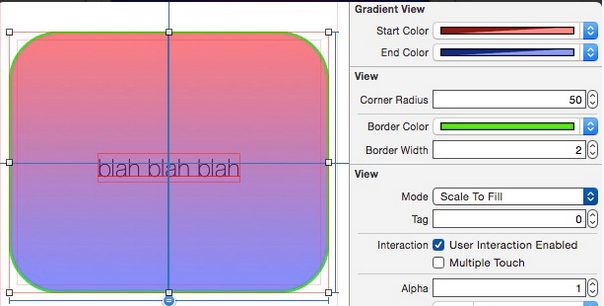 Gradient View
Start Color
End Color
View
Corner Radius 50
Border Color
Border Width 2
View
Mode Scale To Fill
Tag 0
Interaction User Interaction Enabled
Multiple Touch
Alpha 1
blah blah blah